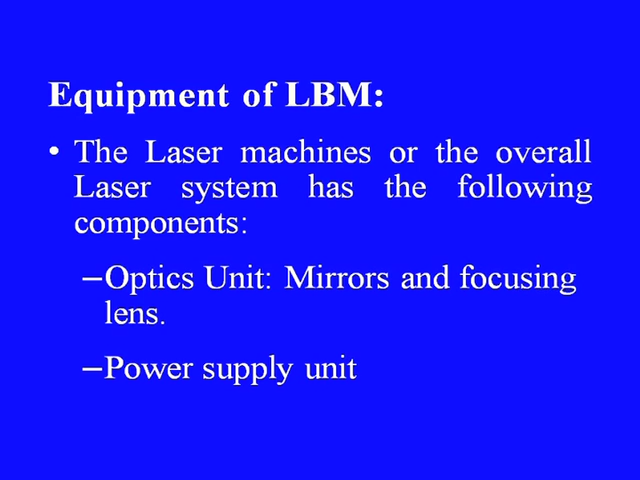 Equipment of LBM:
• The Laser machines or the overall
Laser system has the following
components:
–Optics Unit: Mirrors and focusing
lens.
–Power supply unit